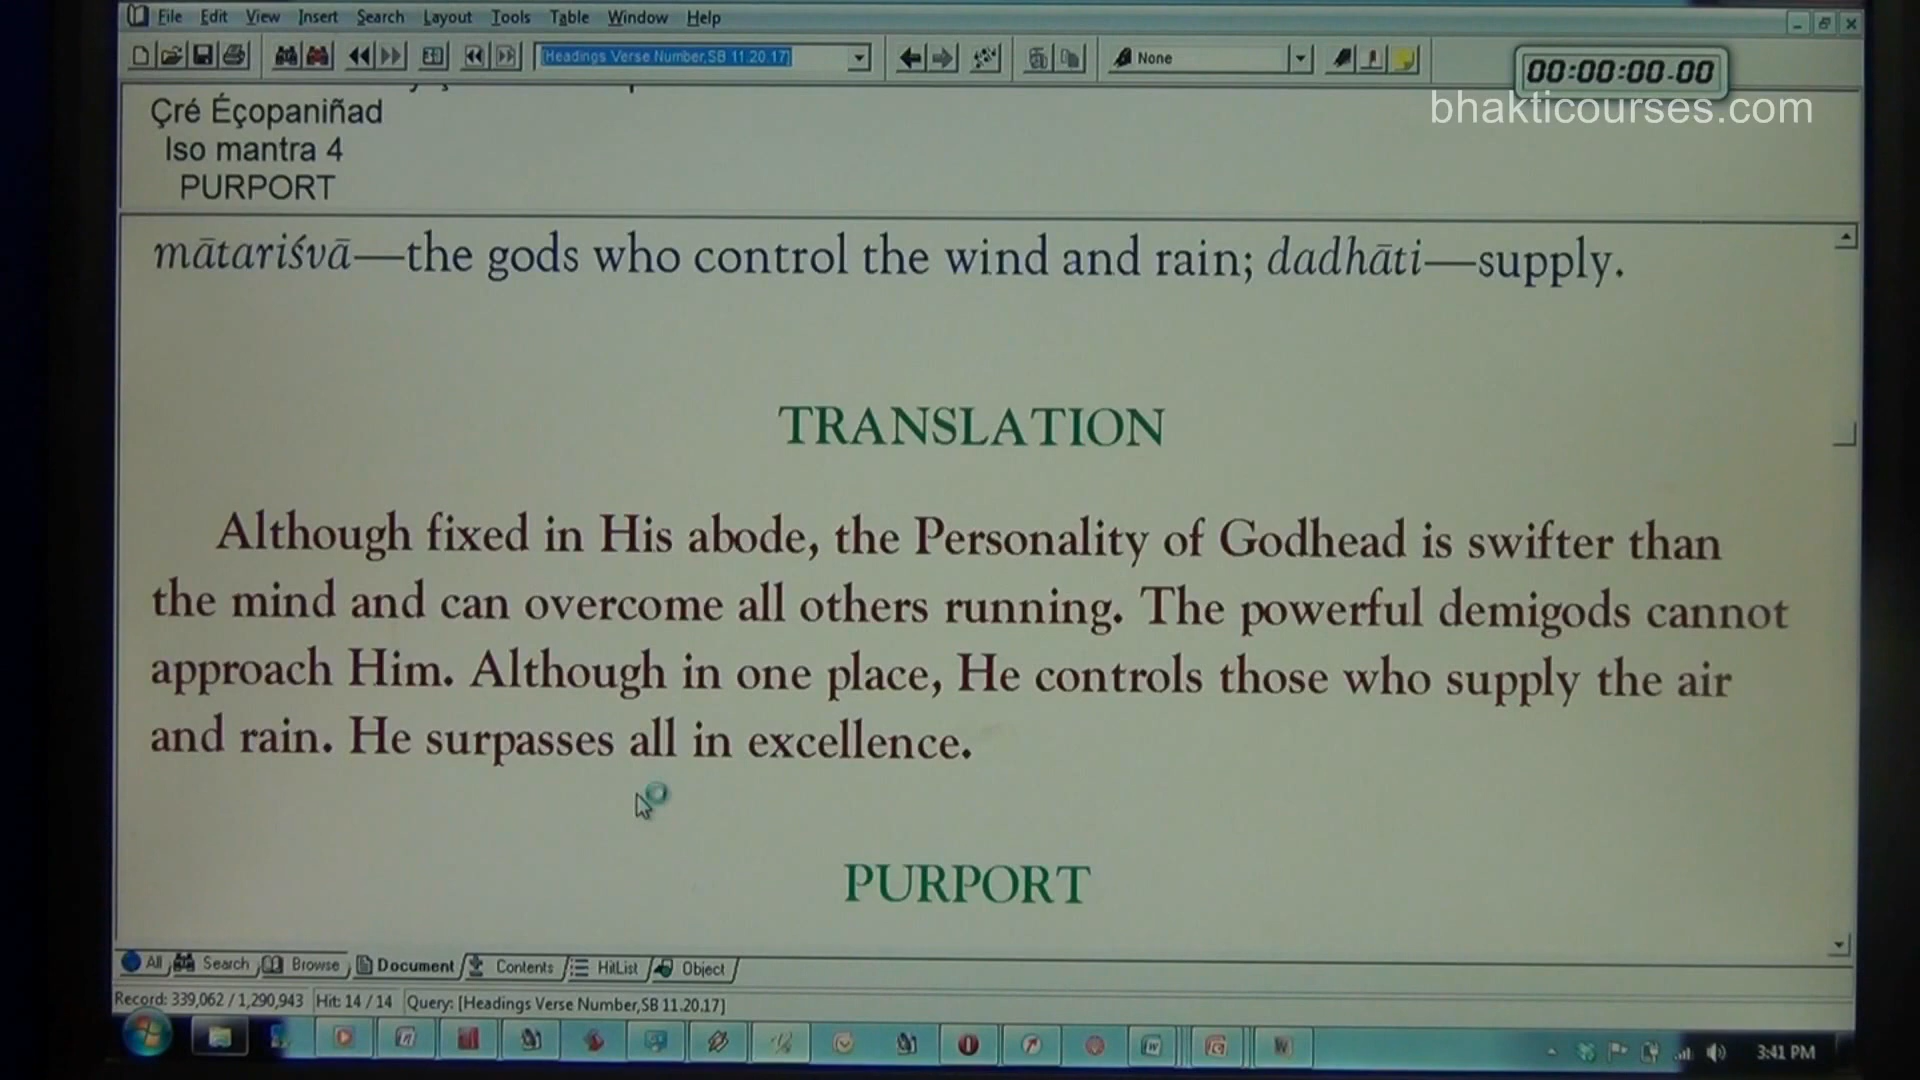 File Edit View Insert Search Layout Tools Table Window Help
[Headings Verse Number,SB 11.20.17]
None
00:00:00.00
bhakticourses.com
Çré Éçopaniñad
Iso mantra 4
PURPORT
mātariśvā—the gods who control the wind and rain; dadhāti—supply.
TRANSLATION
Although fixed in His abode, the Personality of Godhead is swifter than
the mind and can overcome all others running. The powerful demigods cannot
approach Him. Although in one place, He controls those who supply the air
and rain. He surpasses all in excellence.
PURPORT
All Search Browse Document Contents HitList Object
Record: 339,062 / 1,290,943 Hit: 14 / 14 Query: [Headings Verse Number,SB 11.20.17]
3:41 PM